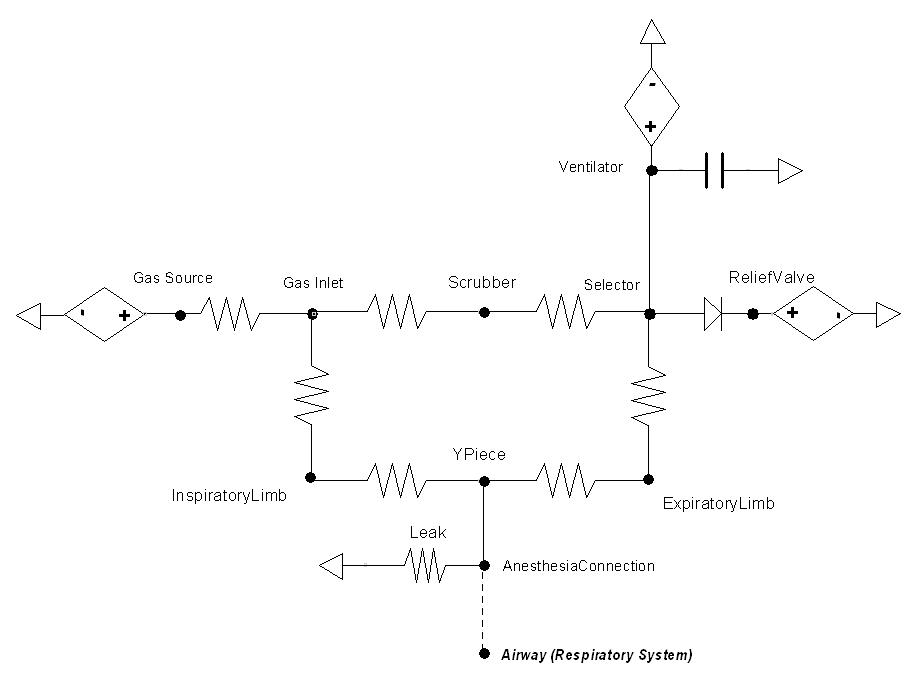 -
+
Ventilator
Gas Source
Gas Inlet
Scrubber
Selector
ReliefValve
- +
+ -
YPiece
InspiratoryLimb
ExpiratoryLimb
Leak
AnesthesiaConnection
Airway (Respiratory System)